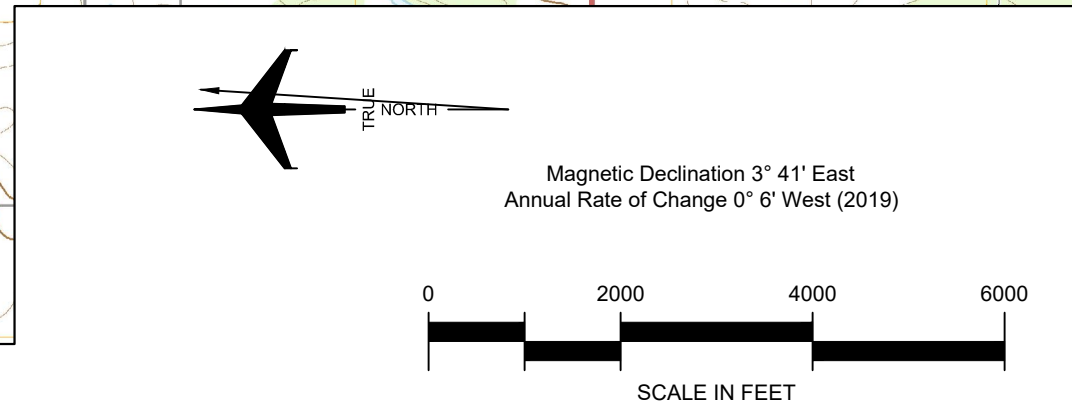 TRUE
NORTH
Magnetic Declination 3° 41' East
Annual Rate of Change 0° 6' West (2019)
0 2000 4000 6000
SCALE IN FEET